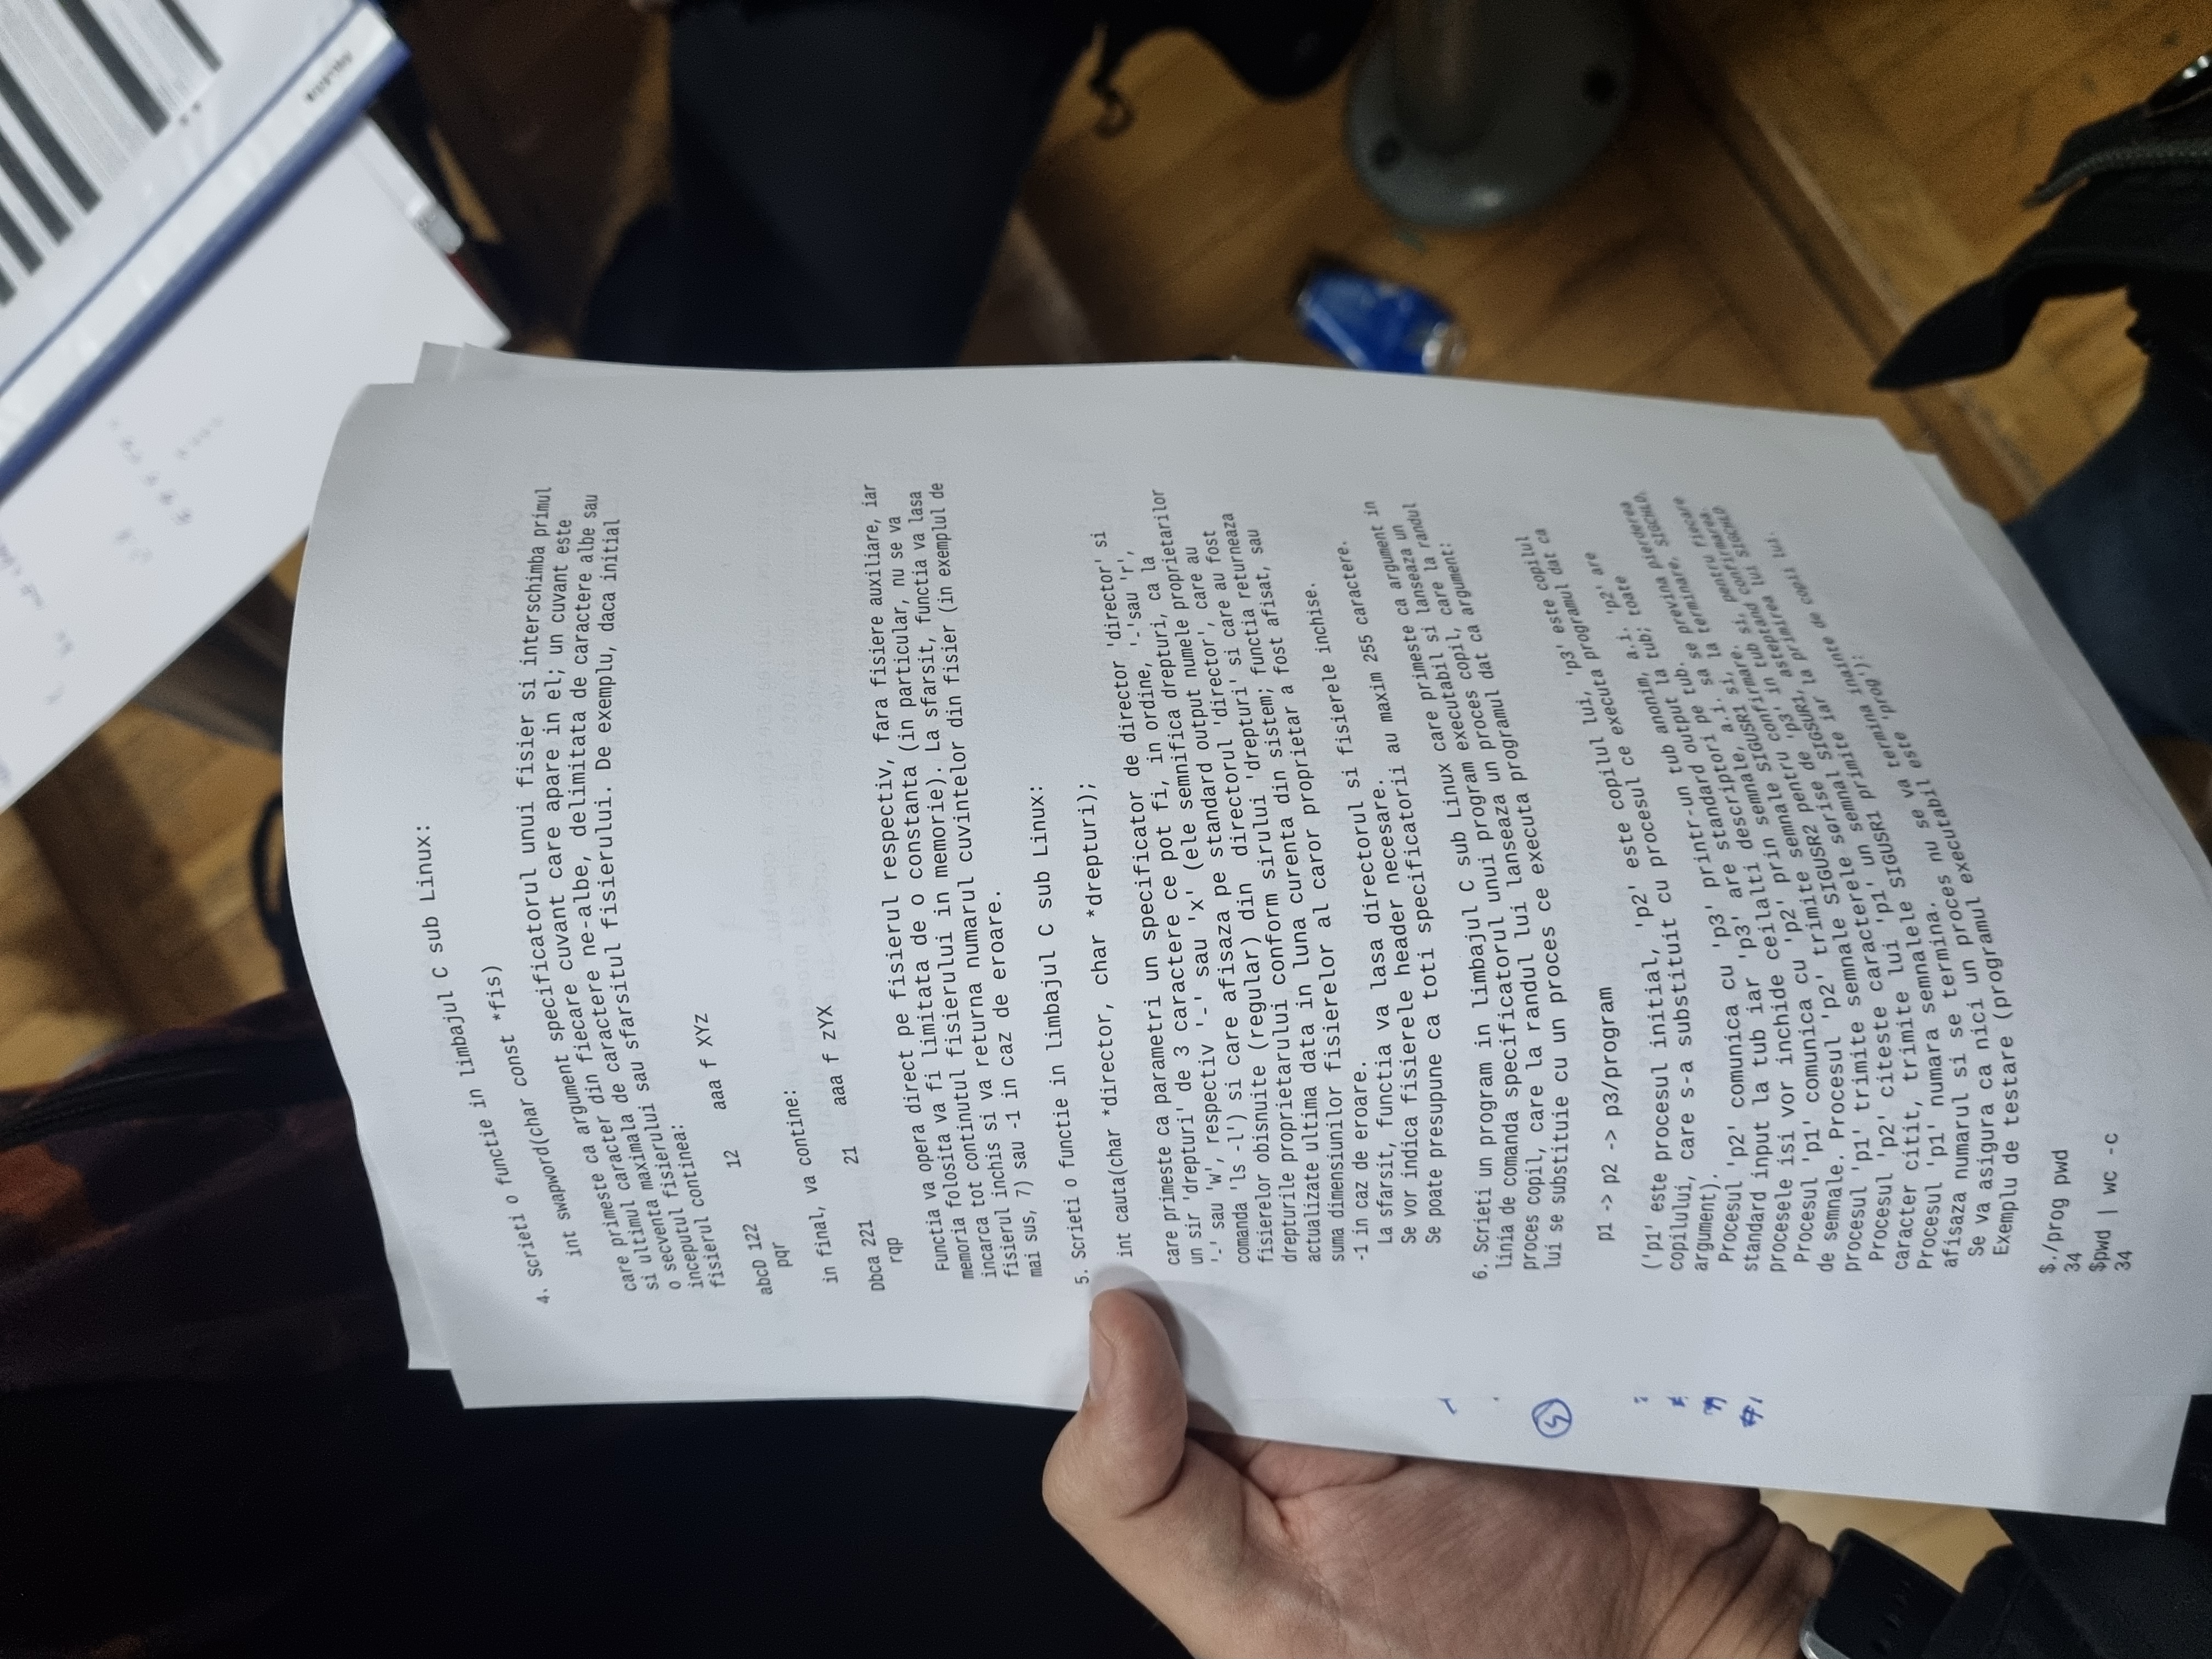 4. Scrieti o functie in limbajul C sub Linux:
int swapword(char const *fis)
care primeste ca argument specificatorul unui fisier si interschimba primul
si ultimul caracter din fiecare cuvant care apare in el; un cuvant este
o secventa maximala de caractere ne-albe, delimitata de caractere albe sau
inceputul fisierului sau sfarsitul fisierului. De exemplu, daca initial
fisierul continea:
abcD 122 12 aaa f XYz
pqr
in final, va contine:
Dbca 221 21 aaa f zYX
rqp
Functia va opera direct pe fisierul respectiv, fara fisiere auxiliare, iar
memoria folosita va fi limitata de o constanta (in particular, nu se va
incarca tot continutul fisierului in memorie). La sfarsit, functia va lasa
fisierul inchis si va returna numarul cuvintelor din fisier (in exemplul de
mai sus, 7) sau -1 in caz de eroare.
5. Scrieti o functie in limbajul C sub Linux:
int cauta(char *director, char *drepturi);
care primeste ca parametri un specificator de director 'director' si
un sir 'drepturi' de 3 caractere ce pot fi, in ordine, '-'sau 'r',
'-' sau 'w', respectiv '-' sau 'x' (ele semnifica drepturi, ca la
comanda 'ls -l') si care afisaza pe standard output numele proprietarilor
fisierelor obisnuite (regular) din directorul 'director', care au
drepturile proprietarului conform sirului 'drepturi' si care au fost
actualizate ultima data in luna curenta din sistem; functia returneaza
suma dimensiunilor fisierelor al caror proprietar a fost afisat, sau
-1 in caz de eroare.
La sfarsit, functia va lasa directorul si fisierele inchise.
Se vor indica fisierele header necesare.
Se poate presupune ca toti specificatorii au maxim 255 caractere.
6. Scrieti un program in limbajul C sub Linux care primeste ca argument in
linia de comanda specificatorul unui program executabil si lanseaza un
proces copil, care la randul lui lanseaza un proces copil, care la randul
lui se substituie cu un proces ce executa programul dat ca argument:
p1 -> p2 -> p3/program
('p1' este procesul initial, 'p2' este copilul lui, 'p3' este copilul
copilului, care s-a substituit cu procesul ce executa programul dat ca
argument).
Procesul 'p2' comunica cu 'p3' printr-un tub anonim, a.i. 'p2' are
standard input la tub iar 'p3' are standard output la tub; toate
procesele isi vor inchide ceilalti descriptori pe tub.
Procesul 'p1' comunica cu 'p2' prin semnale, a.i. sa se previna pierderea
de semnale. Procesul 'p2' trimite semnale SIGUSR1 si, la terminare, SIGCHLD,
procesul 'p1' trimite semnale SIGUSR2 pentru confirmare.
Procesul 'p2' citeste caracterele scrise de 'p3' in tub si, pentru fiecare
caracter citit, trimite lui 'p1' un semnal SIGSUR1, asteptand confirmarea.
Procesul 'p1' numara semnalele SIGUSR1 primite iar la primirea lui SIGCHLD
afisaza numarul si se termina.
Se va asigura ca nici un proces nu se va termina inainte de copii lui.
Exemplu de testare (programul executabil este 'prog'):
$./prog pwd
34
$pwd | wc -c
34